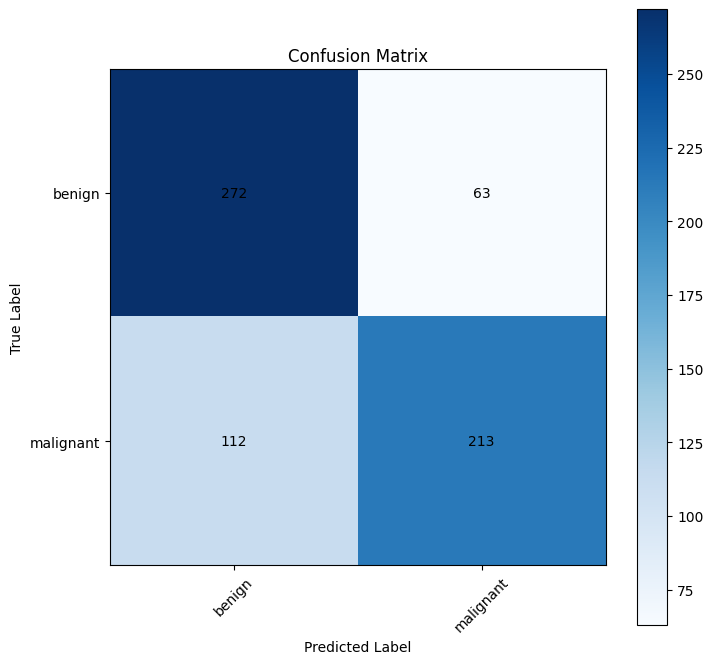 Confusion Matrix
benign
272
63
malignant
112
213
True Label
benign
malignant
Predicted Label
250
225
200
175
150
125
100
75